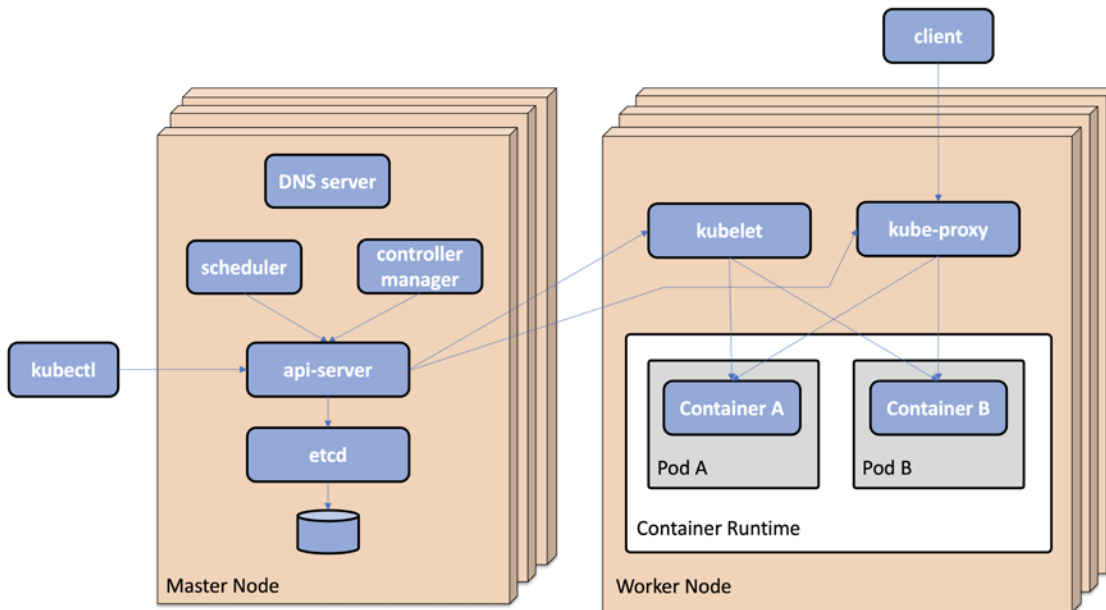 client
DNS server
kubelet
kube-proxy
scheduler
controller
manager
kubectl
api-server
Container A
Container B
etcd
Pod A
Pod B
Container Runtime
Master Node
Worker Node